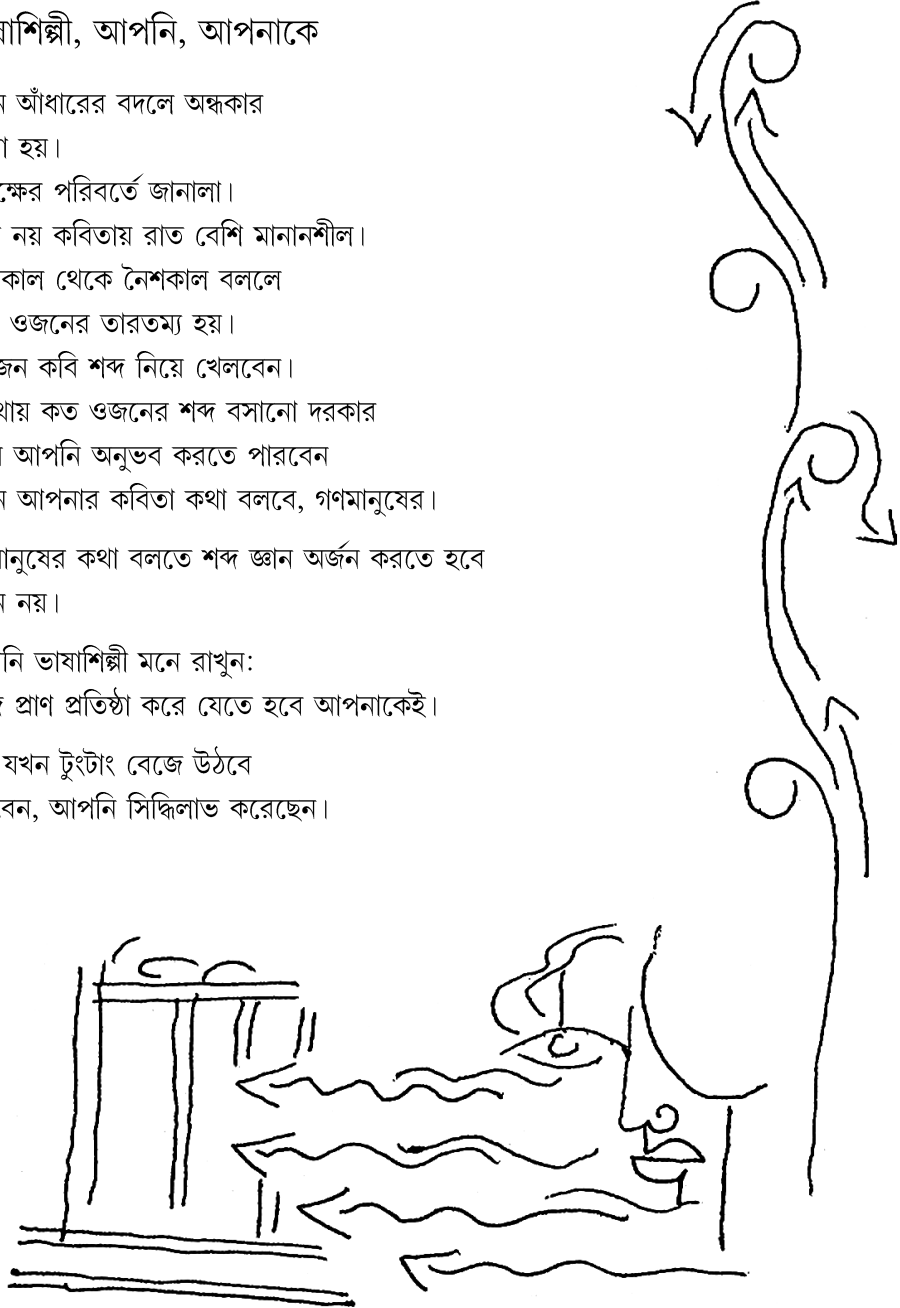 ষাশিল্পী, আপনি, আপনাকে
ন আঁধারের বদলে অন্ধকার
া হয়।
ক্ষের পরিবর্তে জানালা।
নয় কবিতায় রাত বেশি মানানশীল।
কাল থেকে নৈশকাল বললে
ওজনের তারতম্য হয়।
জন কবি শব্দ নিয়ে খেলবেন।
থায় কত ওজনের শব্দ বসানো দরকার
আপনি অনুভব করতে পারবেন
ন আপনার কবিতা কথা বলবে, গণমানুষের।
মানুষের কথা বলতে শব্দ জ্ঞান অর্জন করতে হবে
ন নয়।
নি ভাষাশিল্পী মনে রাখুন:
প্রাণ প্রতিষ্ঠা করে যেতে হবে আপনাকেই।
যখন টুংটাং বেজে উঠবে
বেন, আপনি সিদ্ধিলাভ করেছেন।